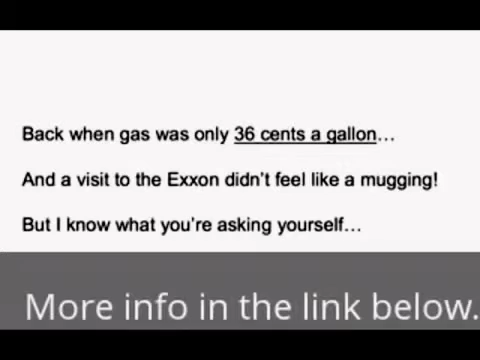 Back when gas was only 36 cents a gallon…
And a visit to the Exxon didn't feel like a mugging!
But I know what you're asking yourself…
More info in the link below.